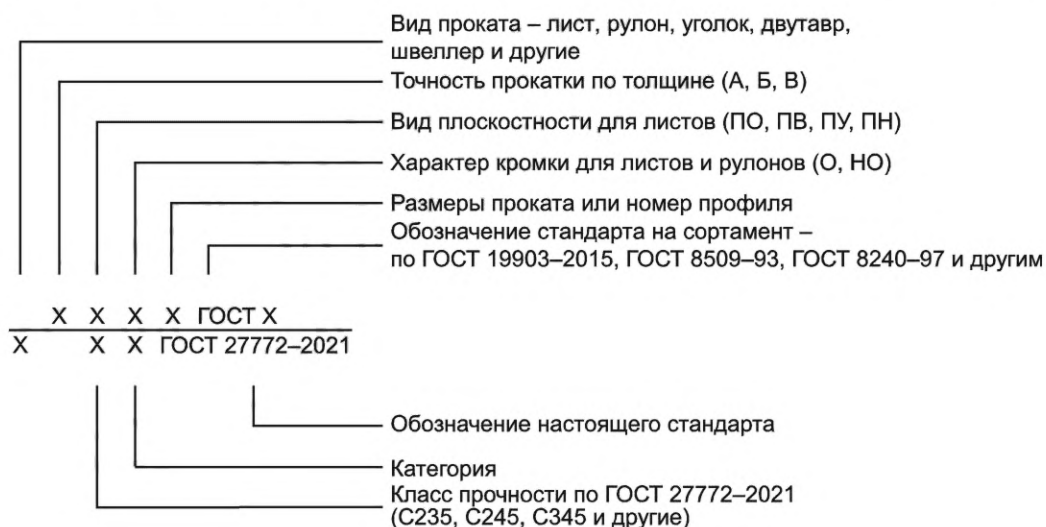 Вид проката – лист, рулон, уголок, двутавр,
швеллер и другие
Точность прокатки по толщине (А, Б, В)
Вид плоскостности для листов (ПО, ПВ, ПУ, ПН)
Характер кромки для листов и рулонов (О, НО)
Размеры проката или номер профиля
Обозначение стандарта на сортамент –
по ГОСТ 19903–2015, ГОСТ 8509–93, ГОСТ 8240–97 и другим
Х Х Х Х ГОСТ Х
Х Х Х ГОСТ 27772–2021
Обозначение настоящего стандарта
Категория
Класс прочности по ГОСТ 27772–2021
(С235, С245, С345 и другие)